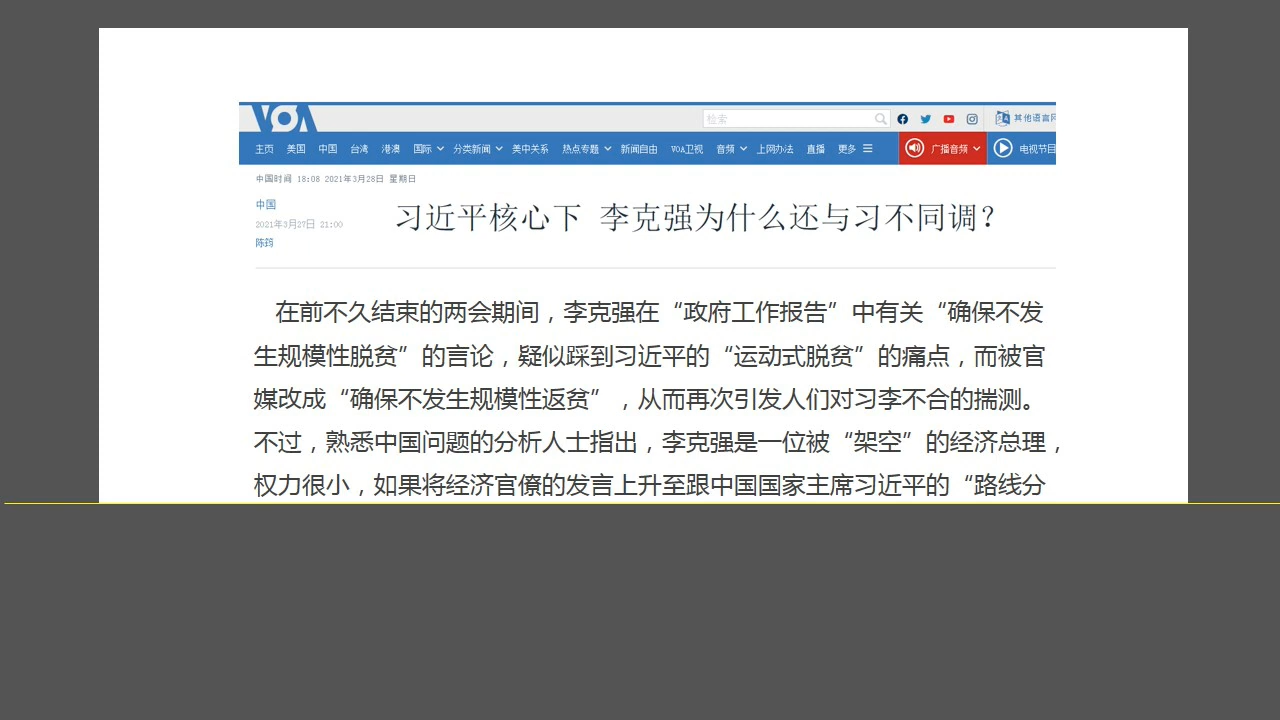 VOA
检索
其他语言网
主页 美国 中国 台湾 港澳 国际 分类新闻 美中关系 热点专题 新闻自由 VOA卫视 音频 上网办法 直播 更多 广播音频 电视节目
中国时间 18:08 2021年3月28日 星期日
中国
2021年3月27日 21:00
陈筠
习近平核心下 李克强为什么还与习不同调？
在前不久结束的两会期间，李克强在“政府工作报告”中有关“确保不发
生规模性脱贫”的言论，疑似踩到习近平的“运动式脱贫”的痛点，而被官
媒改成“确保不发生规模性返贫”，从而再次引发人们对习李不合的揣测。
不过，熟悉中国问题的分析人士指出，李克强是一位被“架空”的经济总理，
权力很小，如果将经济官僚的发言上升至跟中国国家主席习近平的“路线分